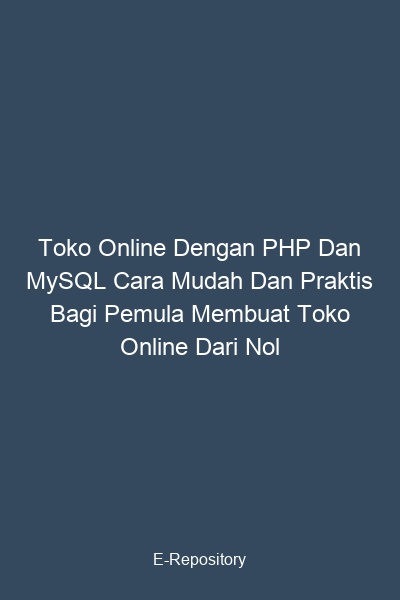 Toko Online Dengan PHP Dan
MySQL Cara Mudah Dan Praktis
Bagi Pemula Membuat Toko
Online Dari Nol
E-Repository